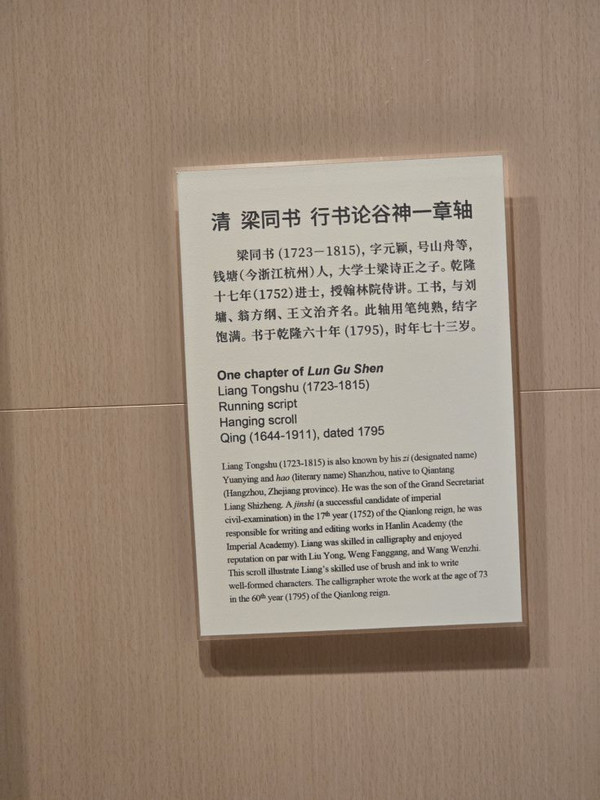 清 梁同书 行书论谷神一章轴
梁同书 (1723－1815)，字元颖，号山舟等，
钱塘（今浙江杭州）人，大学士梁诗正之子。乾隆
十七年(1752)进士，授翰林院侍讲。工书，与刘
墉、翁方纲、王文治齐名。此轴用笔纯熟，结字
饱满。书于乾隆六十年 (1795)，时年七十三岁。
One chapter of Lun Gu Shen
Liang Tongshu (1723-1815)
Running script
Hanging scroll
Qing (1644-1911), dated 1795
Liang Tongshu (1723-1815) is also known by his zi (designated name)
Yuanying and hao (literary name) Shanzhou, native to Qiantang
(Hangzhou, Zhejiang province). He was the son of the Grand Secretariat
Liang Shizheng. A jinshi (a successful candidate of imperial
civil-examination) in the 17th year (1752) of the Qianlong reign, he was
responsible for writing and editing works in Hanlin Academy (the
Imperial Academy). Liang was skilled in calligraphy and enjoyed
reputation on par with Liu Yong, Weng Fanggang, and Wang Wenzhi.
This scroll illustrate Liang's skilled use of brush and ink to write
well-formed characters. The calligrapher wrote the work at the age of 73
in the 60th year (1795) of the Qianlong reign.